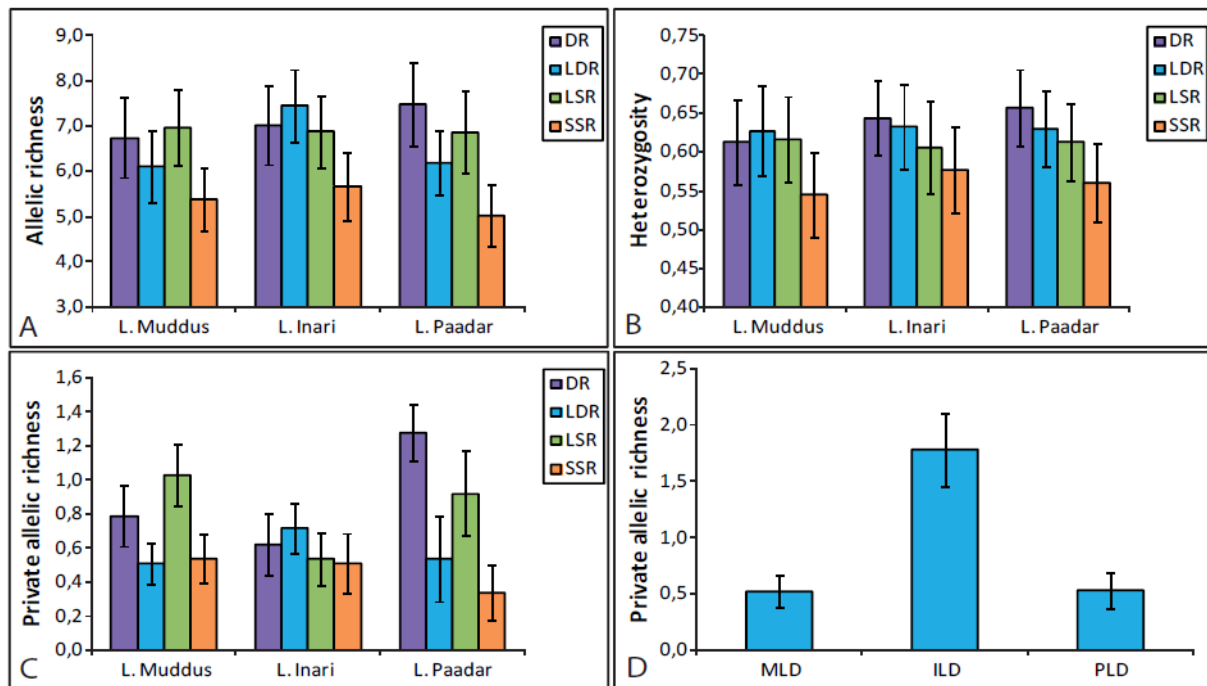 9,0
8,0
7,0
6,0
5,0
4,0
3,0
Allelic richness
L. Muddus L. Inari L. Paadar
DR
LDR
LSR
SSR
A
0,75
0,70
0,65
0,60
0,55
0,50
0,45
0,40
Heterozygosity
L. Muddus L. Inari L. Paadar
DR
LDR
LSR
SSR
B
1,6
1,4
1,2
1,0
0,8
0,6
0,4
0,2
0,0
Private allelic richness
L. Muddus L. Inari L. Paadar
DR
LDR
LSR
SSR
C
2,5
2,0
1,5
1,0
0,5
0,0
Private allelic richness
MLD ILD PLD
D